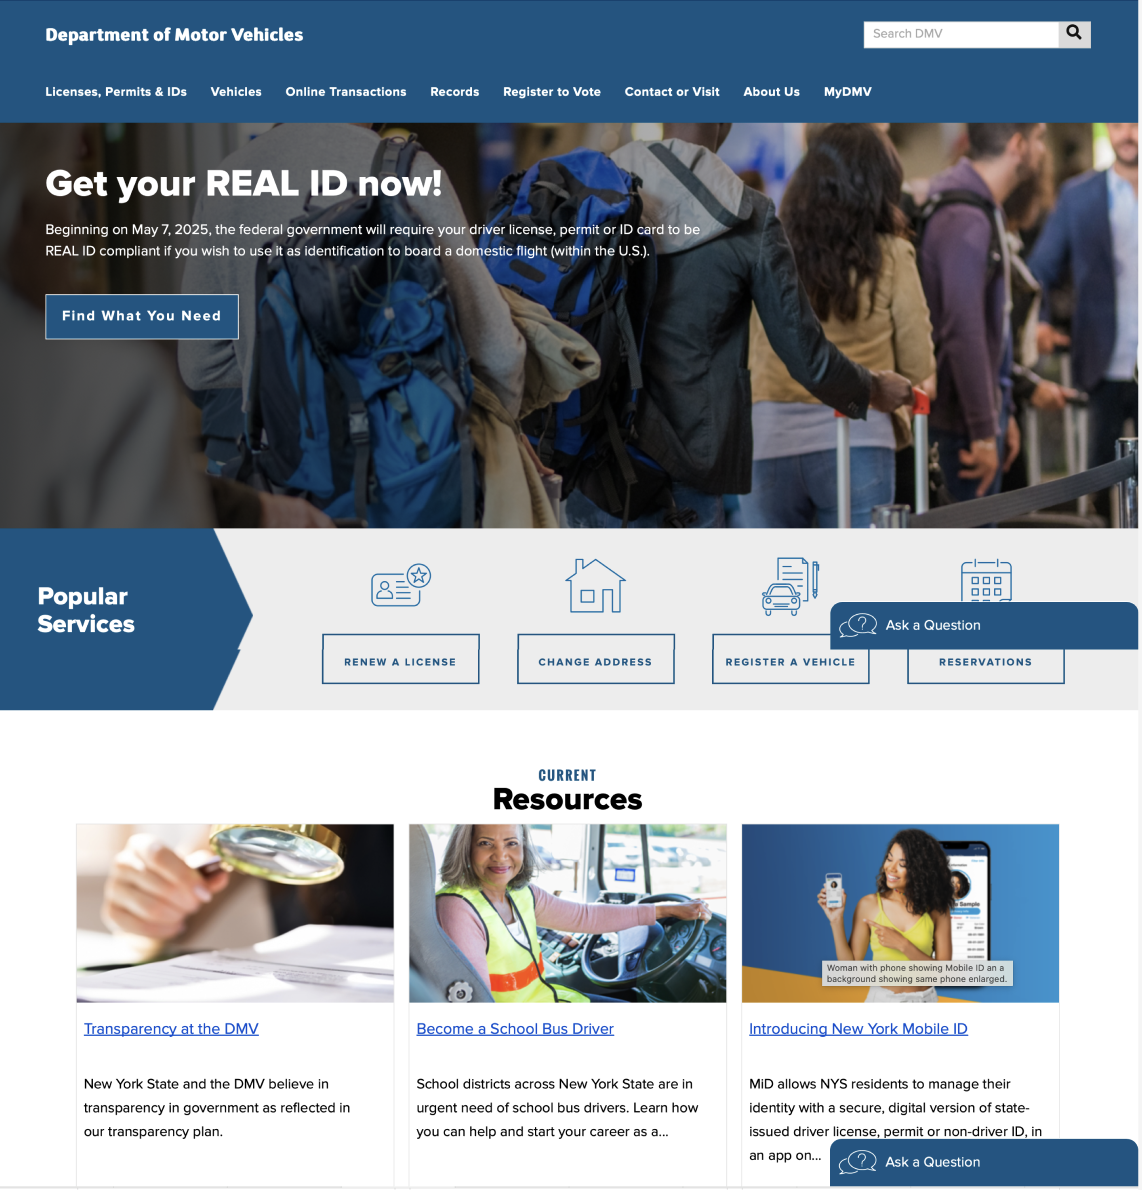 Department of Motor Vehicles
Search DMV
Licenses, Permits & IDs Vehicles Online Transactions Records Register to Vote Contact or Visit About Us MyDMV
Get your REAL ID now!
Beginning on May 7, 2025, the federal government will require your driver license, permit or ID card to be
REAL ID compliant if you wish to use it as identification to board a domestic flight (within the U.S.).
Find What You Need
Popular
Services
Ask a Question
RENEW A LICENSE
CHANGE ADDRESS
REGISTER A VEHICLE
RESERVATIONS
CURRENT
Resources
Sample
Woman with phone showing Mobile ID an a
background showing same phone enlarged.
Transparency at the DMV
New York State and the DMV believe in
transparency in government as reflected in
our transparency plan.
Become a School Bus Driver
School districts across New York State are in
urgent need of school bus drivers. Learn how
you can help and start your career as a...
Introducing New York Mobile ID
MiD allows NYS residents to manage their
identity with a secure, digital version of state-
issued driver license, permit or non-driver ID, in
an app on...
Ask a Question